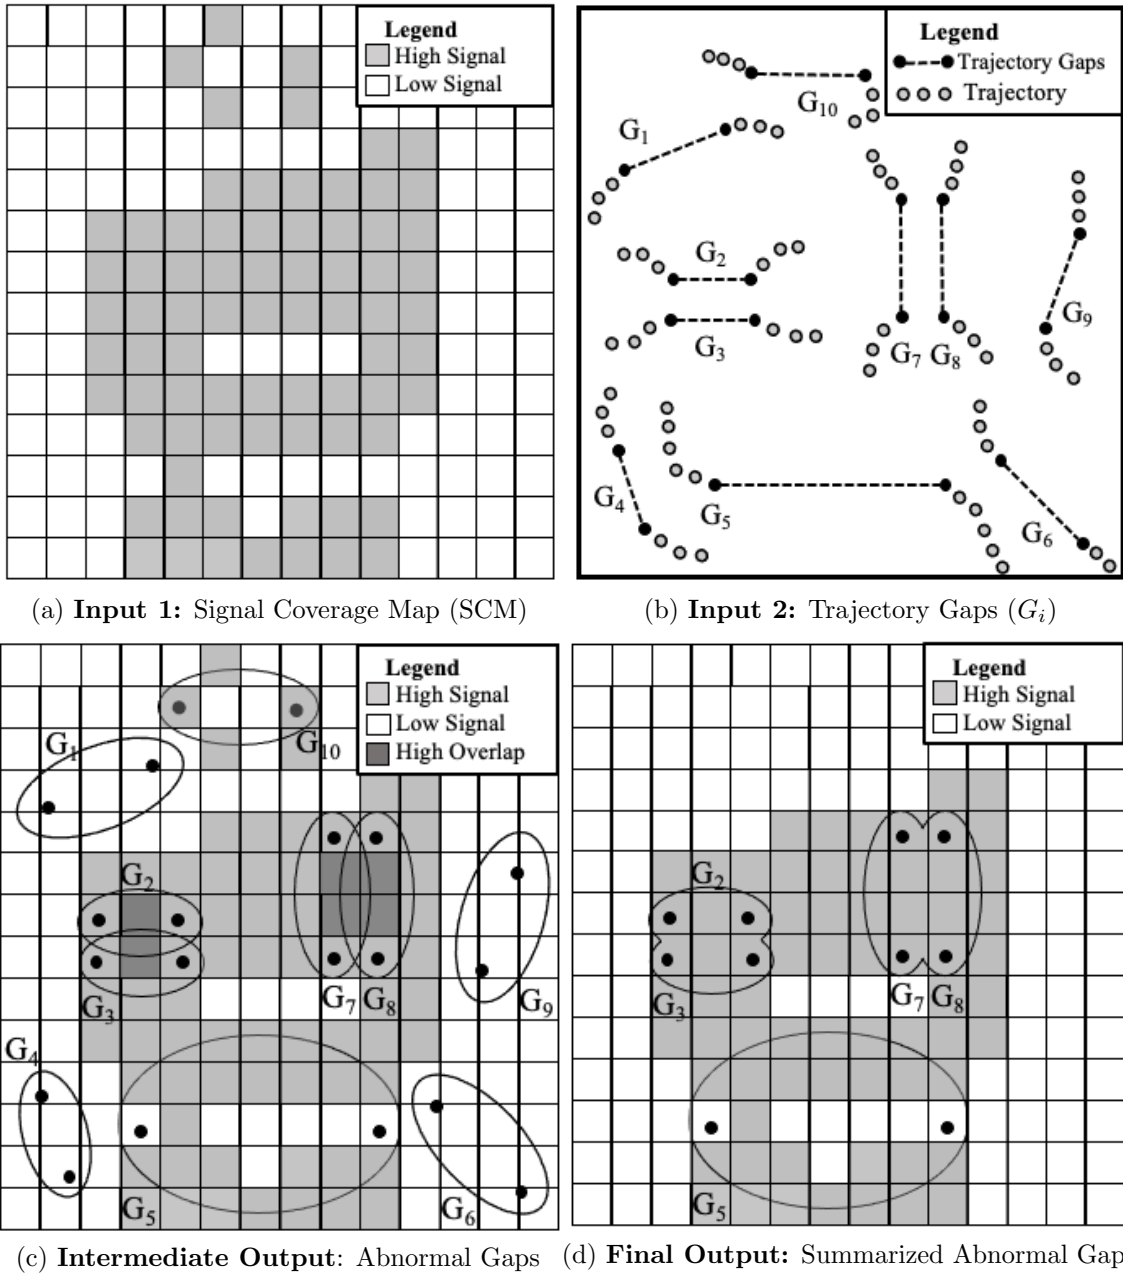 Legend
High Signal
Low Signal
(a) Input 1: Signal Coverage Map (SCM)
Legend
Trajectory Gaps
Trajectory
G10
G1
G2
G3
G7
G8
G9
G4
G5
G6
(b) Input 2: Trajectory Gaps (Gi)
Legend
High Signal
Low Signal
High Overlap
G1
G10
G2
G3
G7
G8
G9
G4
G5
G6
(c) Intermediate Output: Abnormal Gaps
Legend
High Signal
Low Signal
G2
G3
G7
G8
G5
(d) Final Output: Summarized Abnormal Gap